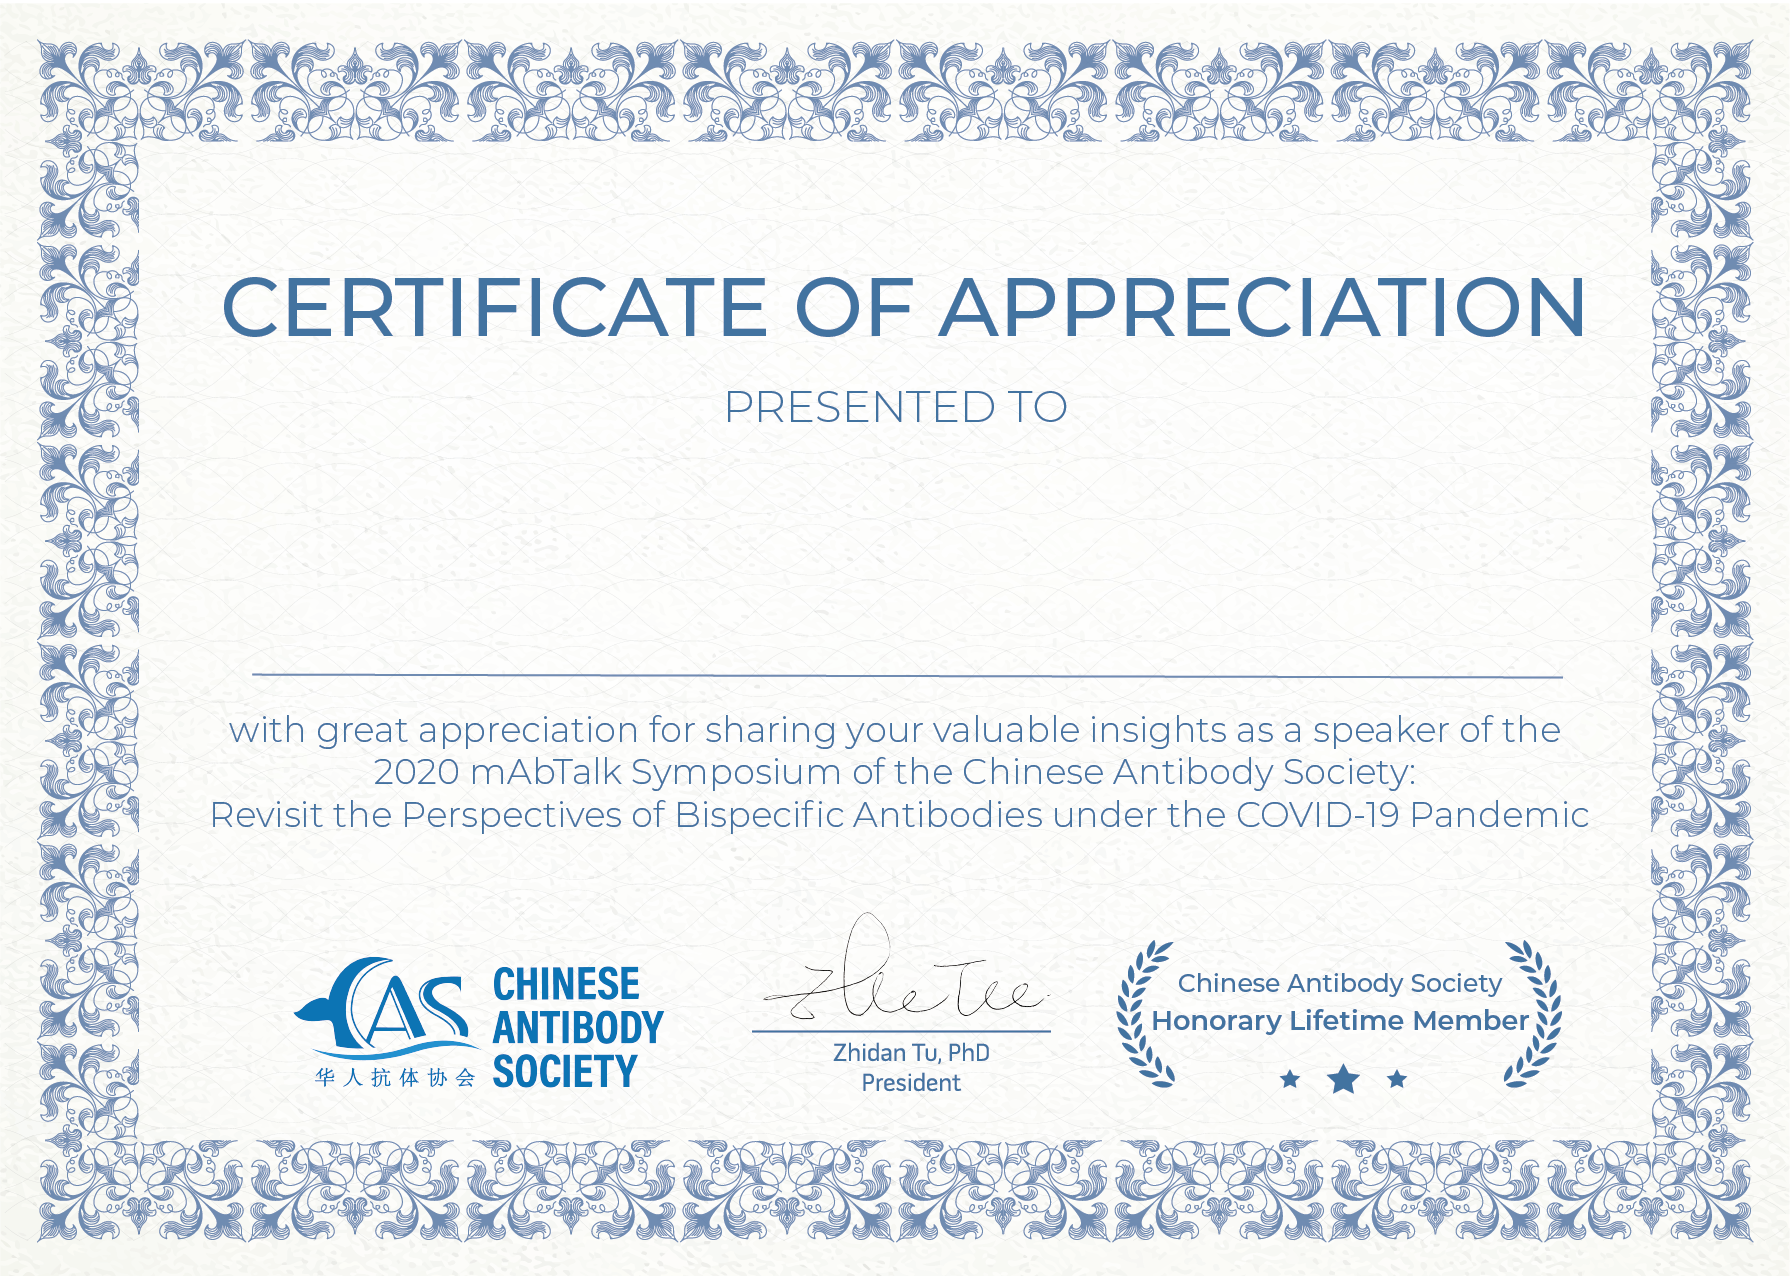 CERTIFICATE OF APPRECIATION
PRESENTED TO
with great appreciation for sharing your valuable insights as a speaker of the
2020 mAbTalk Symposium of the Chinese Antibody Society:
Revisit the Perspectives of Bispecific Antibodies under the COVID-19 Pandemic
CAS
华人抗体协会
CHINESE
ANTIBODY
SOCIETY
Zhidan Tu, PhD
President
Chinese Antibody Society
Honorary Lifetime Member